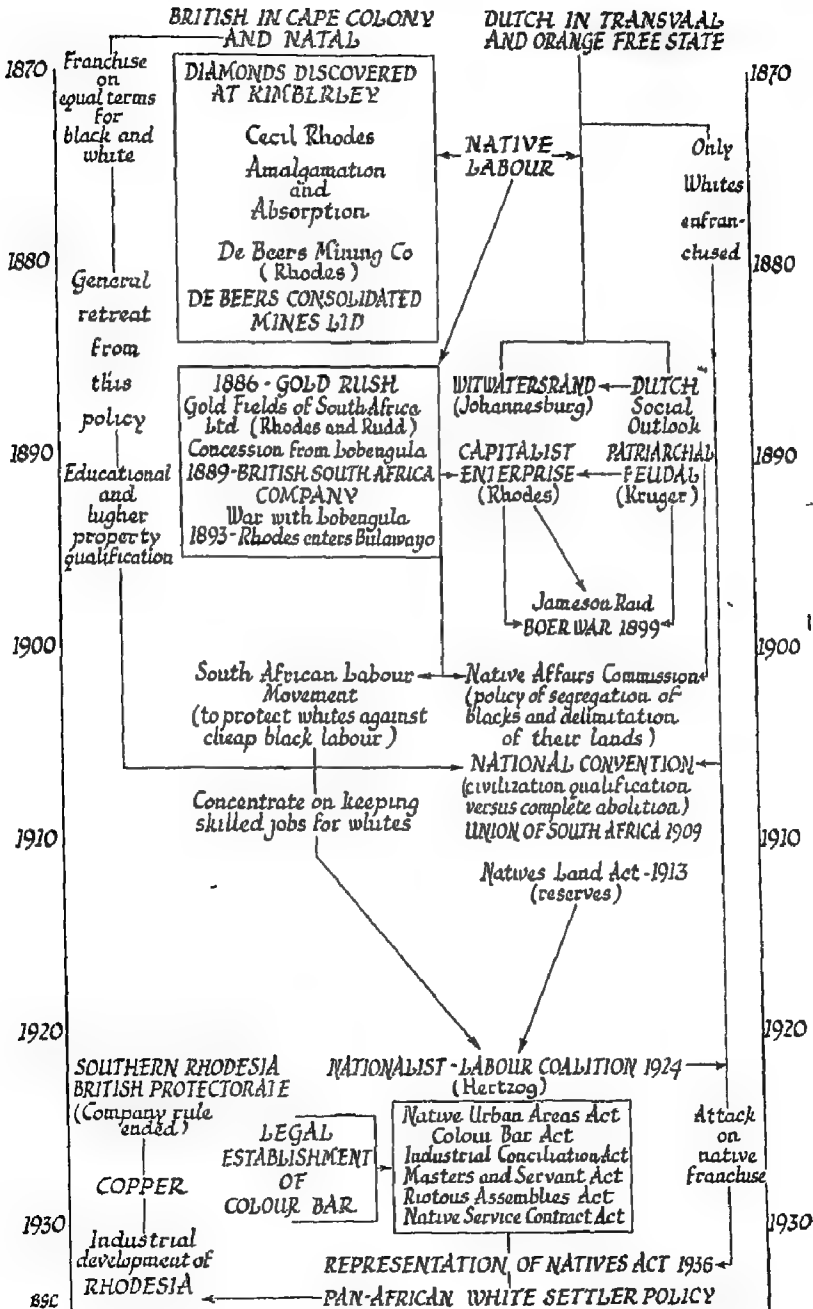 BRITISH IN CAPE COLONY
AND NATAL
DUTCH IN TRANSVAAL
AND ORANGE FREE STATE
1870
1870
Franchise
on
equal terms
for
black and
white
DIAMONDS DISCOVERED
AT KIMBERLEY
Cecil Rhodes
Amalgamation
and
Absorption
De Beers Mining Co
(Rhodes)
DE BEERS CONSOLIDATED
MINES LTD
NATIVE
LABOUR
Only
Whites
enfran-
chised
1880
1880
General
retreat
from
this
policy
1886 - GOLD RUSH
Gold Fields of South Africa
Ltd. (Rhodes and Rudd)
Concession from Lobengula
1889-BRITISH SOUTH AFRICA
COMPANY
War with Lobengula
1893-Rhodes enters Bulawayo
WITWATERSRAND
(Johannesburg)
DUTCH
Social
Outlook
1890
1890
CAPITALIST
ENTERPRISE
(Rhodes)
PATRIARCHAL
FEUDAL
(Kruger)
Educational
and
higher
property
qualification
Jameson Raid
BOER WAR 1899
1900
1900
South African Labour
Movement
(to protect whites against
cheap black labour)
Native Affairs Commission
(policy of segregation of
blacks and delimitation
of their lands)
NATIONAL CONVENTION
(civilization qualification
versus complete abolition)
UNION OF SOUTH AFRICA 1909
Concentrate on keeping
skilled jobs for whites
1910
1910
Natives Land Act - 1913
(reserves)
1920
1920
SOUTHERN RHODESIA
BRITISH PROTECTORATE
(Company rule
ended)
NATIONALIST - LABOUR COALITION 1924
(Hertzog)
LEGAL
ESTABLISHMENT
OF
COLOUR BAR
Native Urban Areas Act
Colour Bar Act
Industrial Conciliation Act
Masters and Servant Act
Riotous Assemblies Act
Native Service Contract Act
Attack
on
native
franchise
COPPER
1930
1930
Industrial
development of
RHODESIA
REPRESENTATION OF NATIVES ACT 1936
PAN-AFRICAN WHITE SETTLER POLICY
BSC